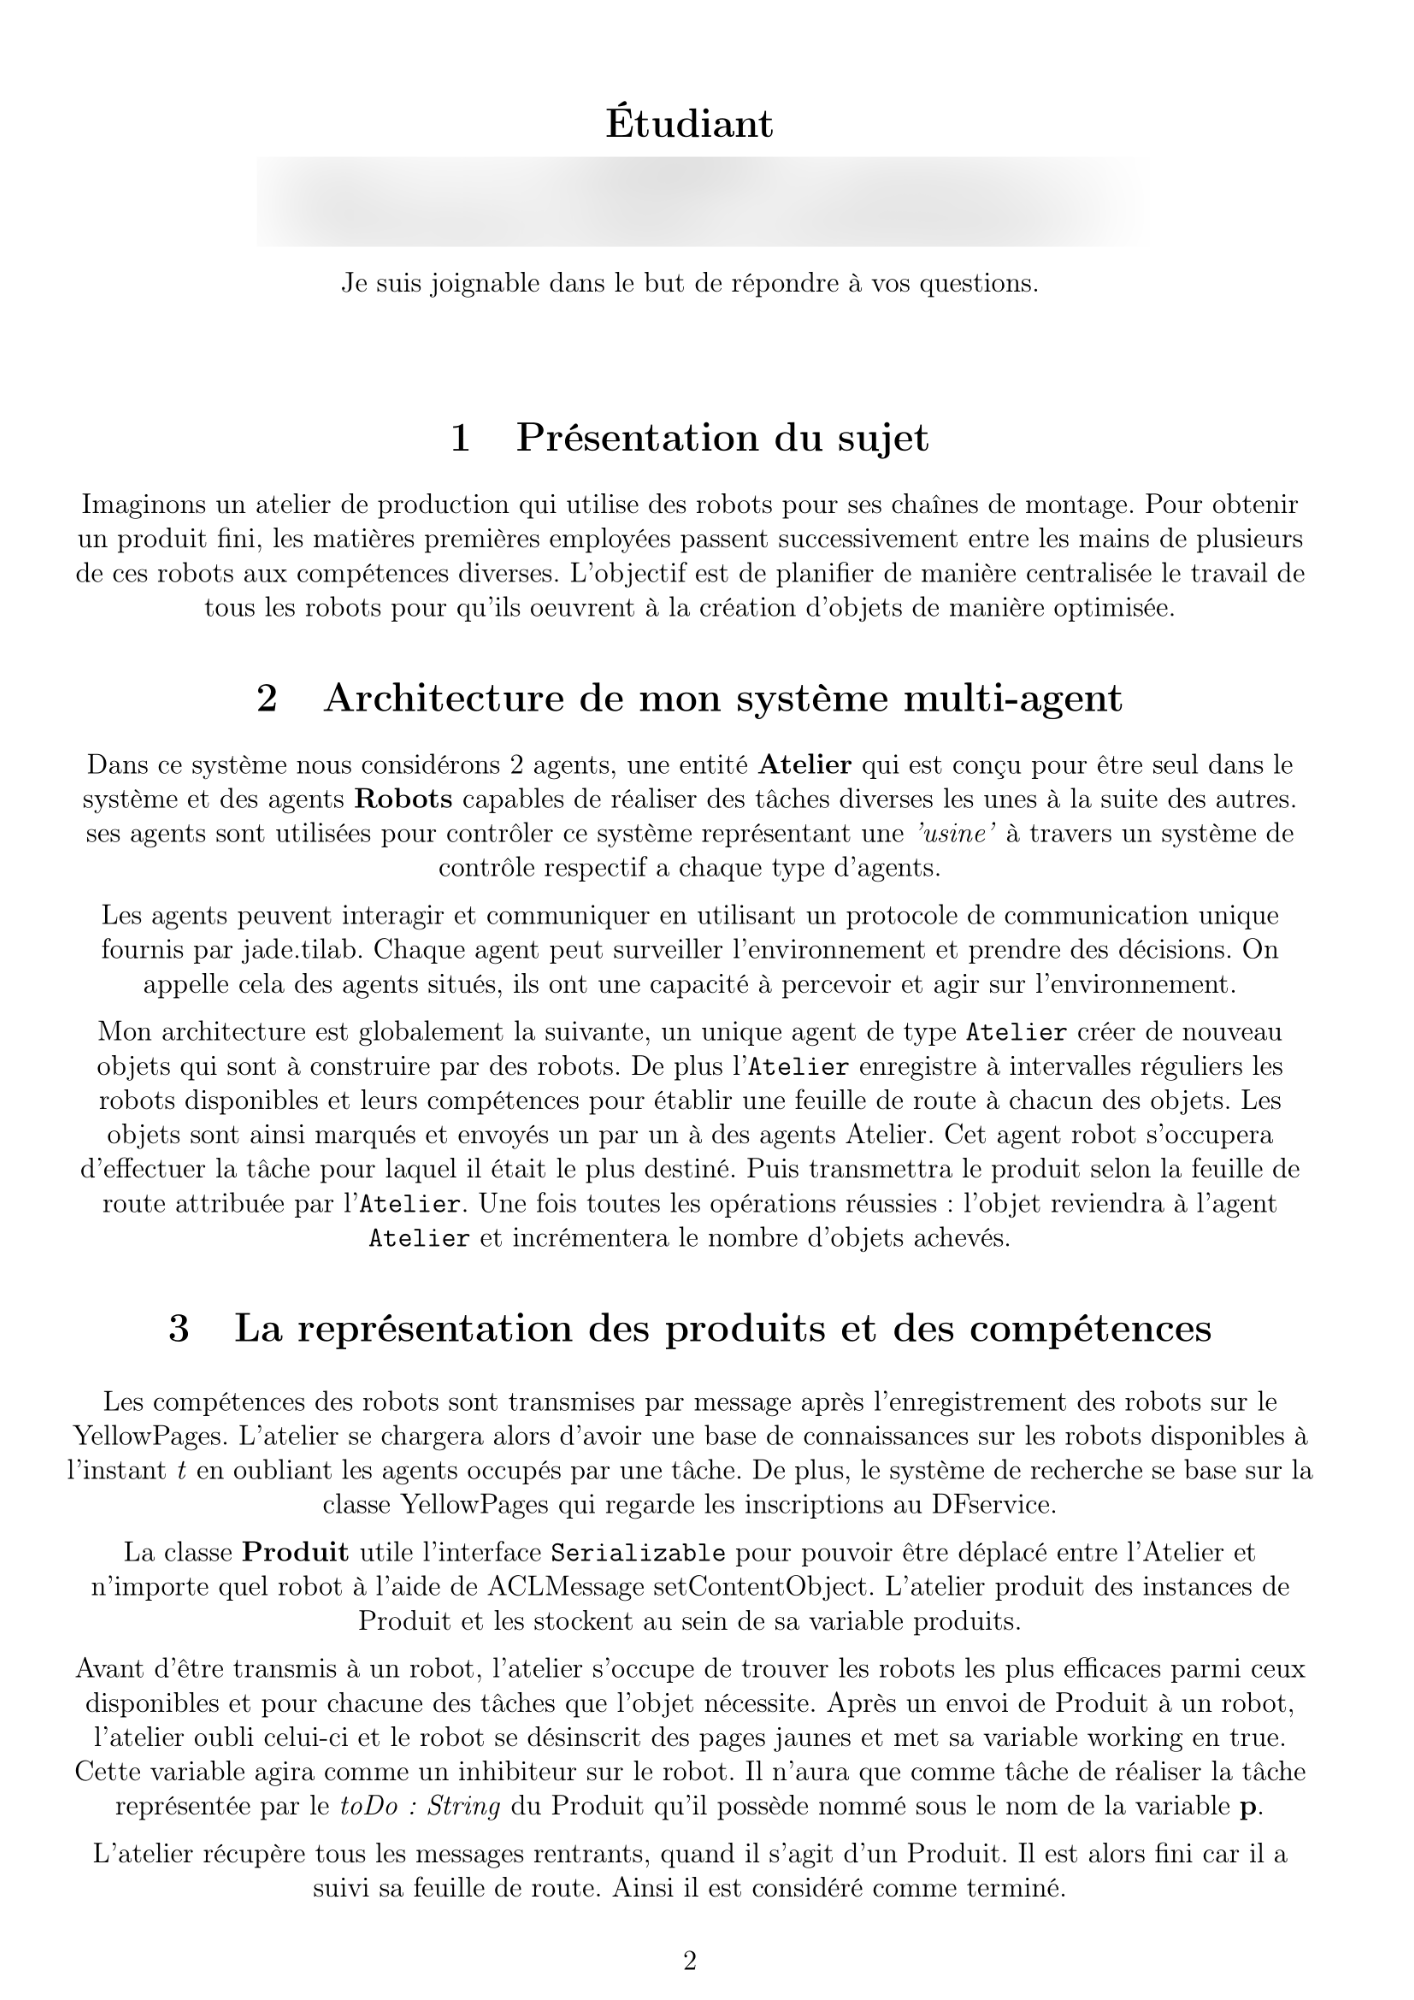 Étudiant
Je suis joignable dans le but de répondre à vos questions.
1 Présentation du sujet
Imaginons un atelier de production qui utilise des robots pour ses chaînes de montage. Pour obtenir
un produit fini, les matières premières employées passent successivement entre les mains de plusieurs
de ces robots aux compétences diverses. L'objectif est de planifier de manière centralisée le travail de
tous les robots pour qu'ils oeuvrent à la création d'objets de manière optimisée.
2 Architecture de mon système multi-agent
Dans ce système nous considérons 2 agents, une entité Atelier qui est conçu pour être seul dans le
système et des agents Robots capables de réaliser des tâches diverses les unes à la suite des autres.
ses agents sont utilisées pour contrôler ce système représentant une 'usine' à travers un système de
contrôle respectif a chaque type d'agents.
Les agents peuvent interagir et communiquer en utilisant un protocole de communication unique
fournis par jade.tilab. Chaque agent peut surveiller l'environnement et prendre des décisions. On
appelle cela des agents situés, ils ont une capacité à percevoir et agir sur l'environnement.
Mon architecture est globalement la suivante, un unique agent de type Atelier créer de nouveau
objets qui sont à construire par des robots. De plus l'Atelier enregistre à intervalles réguliers les
robots disponibles et leurs compétences pour établir une feuille de route à chacun des objets. Les
objets sont ainsi marqués et envoyés un par un à des agents Atelier. Cet agent robot s'occupera
d'effectuer la tâche pour laquel il était le plus destiné. Puis transmettra le produit selon la feuille de
route attribuée par l'Atelier. Une fois toutes les opérations réussies : l'objet reviendra à l'agent
Atelier et incrémentera le nombre d'objets achevés.
3 La représentation des produits et des compétences
Les compétences des robots sont transmises par message après l'enregistrement des robots sur le
YellowPages. L'atelier se chargera alors d'avoir une base de connaissances sur les robots disponibles à
l'instant t en oubliant les agents occupés par une tâche. De plus, le système de recherche se base sur la
classe YellowPages qui regarde les inscriptions au DFservice.
La classe Produit utile l'interface Serializable pour pouvoir être déplacé entre l'Atelier et
n'importe quel robot à l'aide de ACLMessage setContentObject. L'atelier produit des instances de
Produit et les stockent au sein de sa variable produits.
Avant d'être transmis à un robot, l'atelier s'occupe de trouver les robots les plus efficaces parmi ceux
disponibles et pour chacune des tâches que l'objet nécessite. Après un envoi de Produit à un robot,
l'atelier oubli celui-ci et le robot se désinscrit des pages jaunes et met sa variable working en true.
Cette variable agira comme un inhibiteur sur le robot. Il n'aura que comme tâche de réaliser la tâche
représentée par le toDo : String du Produit qu'il possède nommé sous le nom de la variable p.
L'atelier récupère tous les messages rentrants, quand il s'agit d'un Produit. Il est alors fini car il a
suivi sa feuille de route. Ainsi il est considéré comme terminé.
2